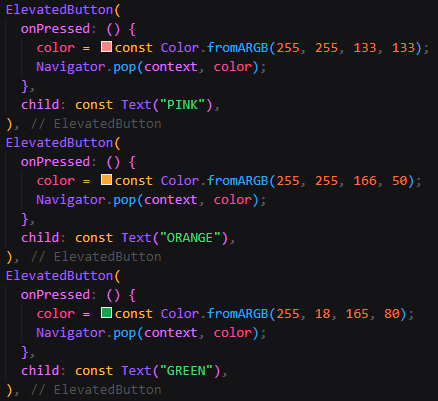 ElevatedButton(
onPressed: () {
color = const Color.fromARGB(255, 255, 133, 133);
Navigator.pop(context, color);
},
child: const Text("PINK"),
), // ElevatedButton
ElevatedButton(
onPressed: () {
color = const Color.fromARGB(255, 255, 166, 50);
Navigator.pop(context, color);
},
child: const Text("ORANGE"),
), // ElevatedButton
ElevatedButton(
onPressed: () {
color = const Color.fromARGB(255, 18, 165, 80);
Navigator.pop(context, color);
},
child: const Text("GREEN"),
), // ElevatedButton